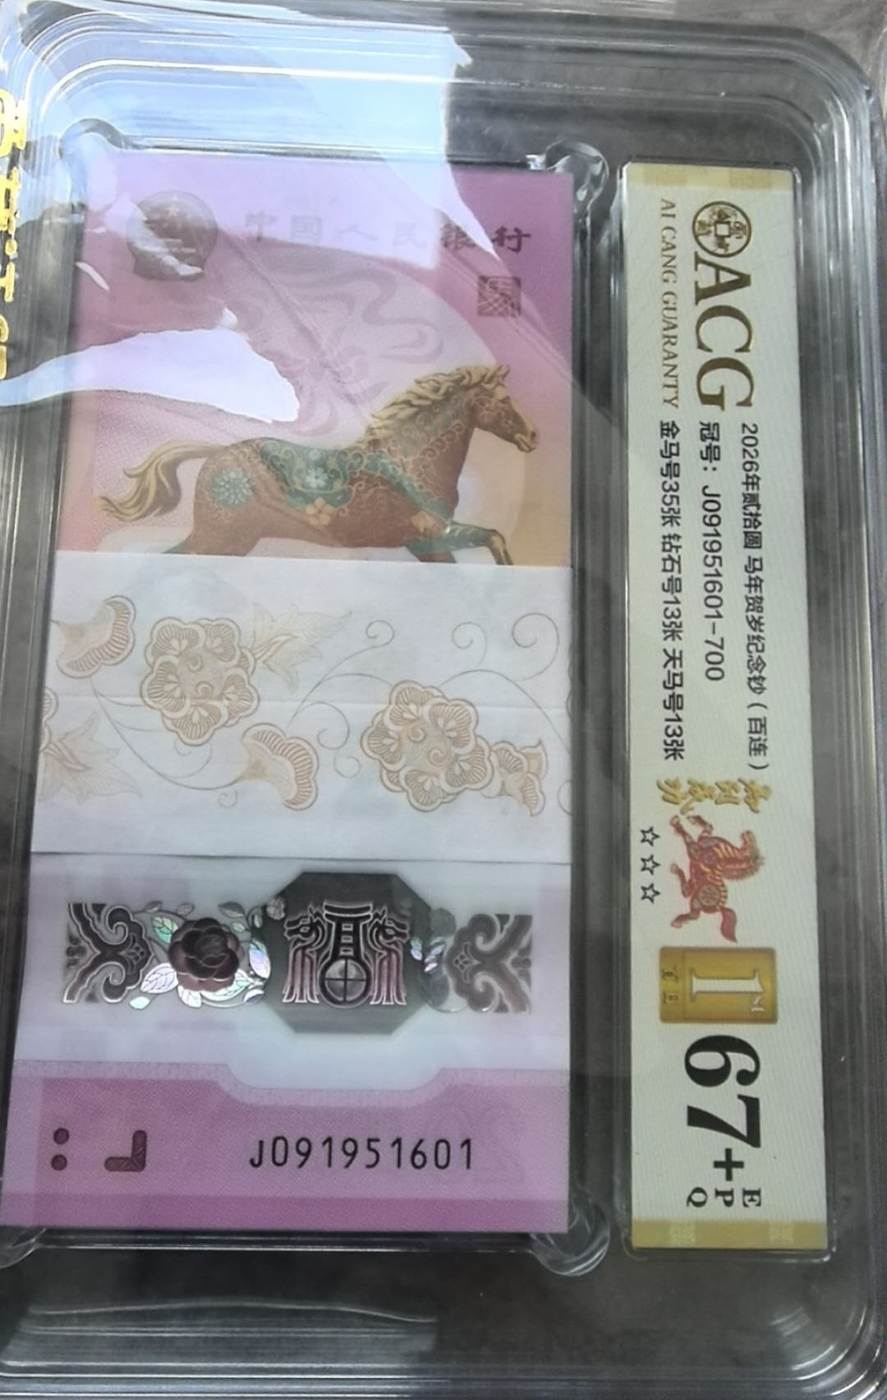 中国人民银行
J091951601
ACG
AI CANG GUARANTY
2026年贰拾圆 马年贺岁纪念钞（百连）
冠号：J091951601-700
金马号35张 钻石号13张 天马号13张
☆☆☆
1
67+
EPQ